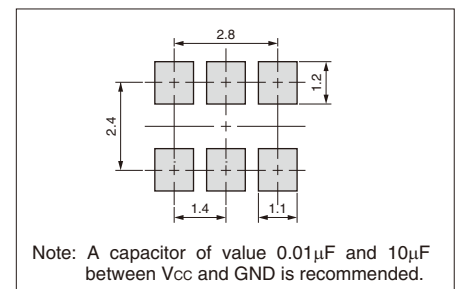 2.8
1.2
2.4
1.4
1.1
Note: A capacitor of value 0.01μF and 10μF
between Vcc and GND is recommended.